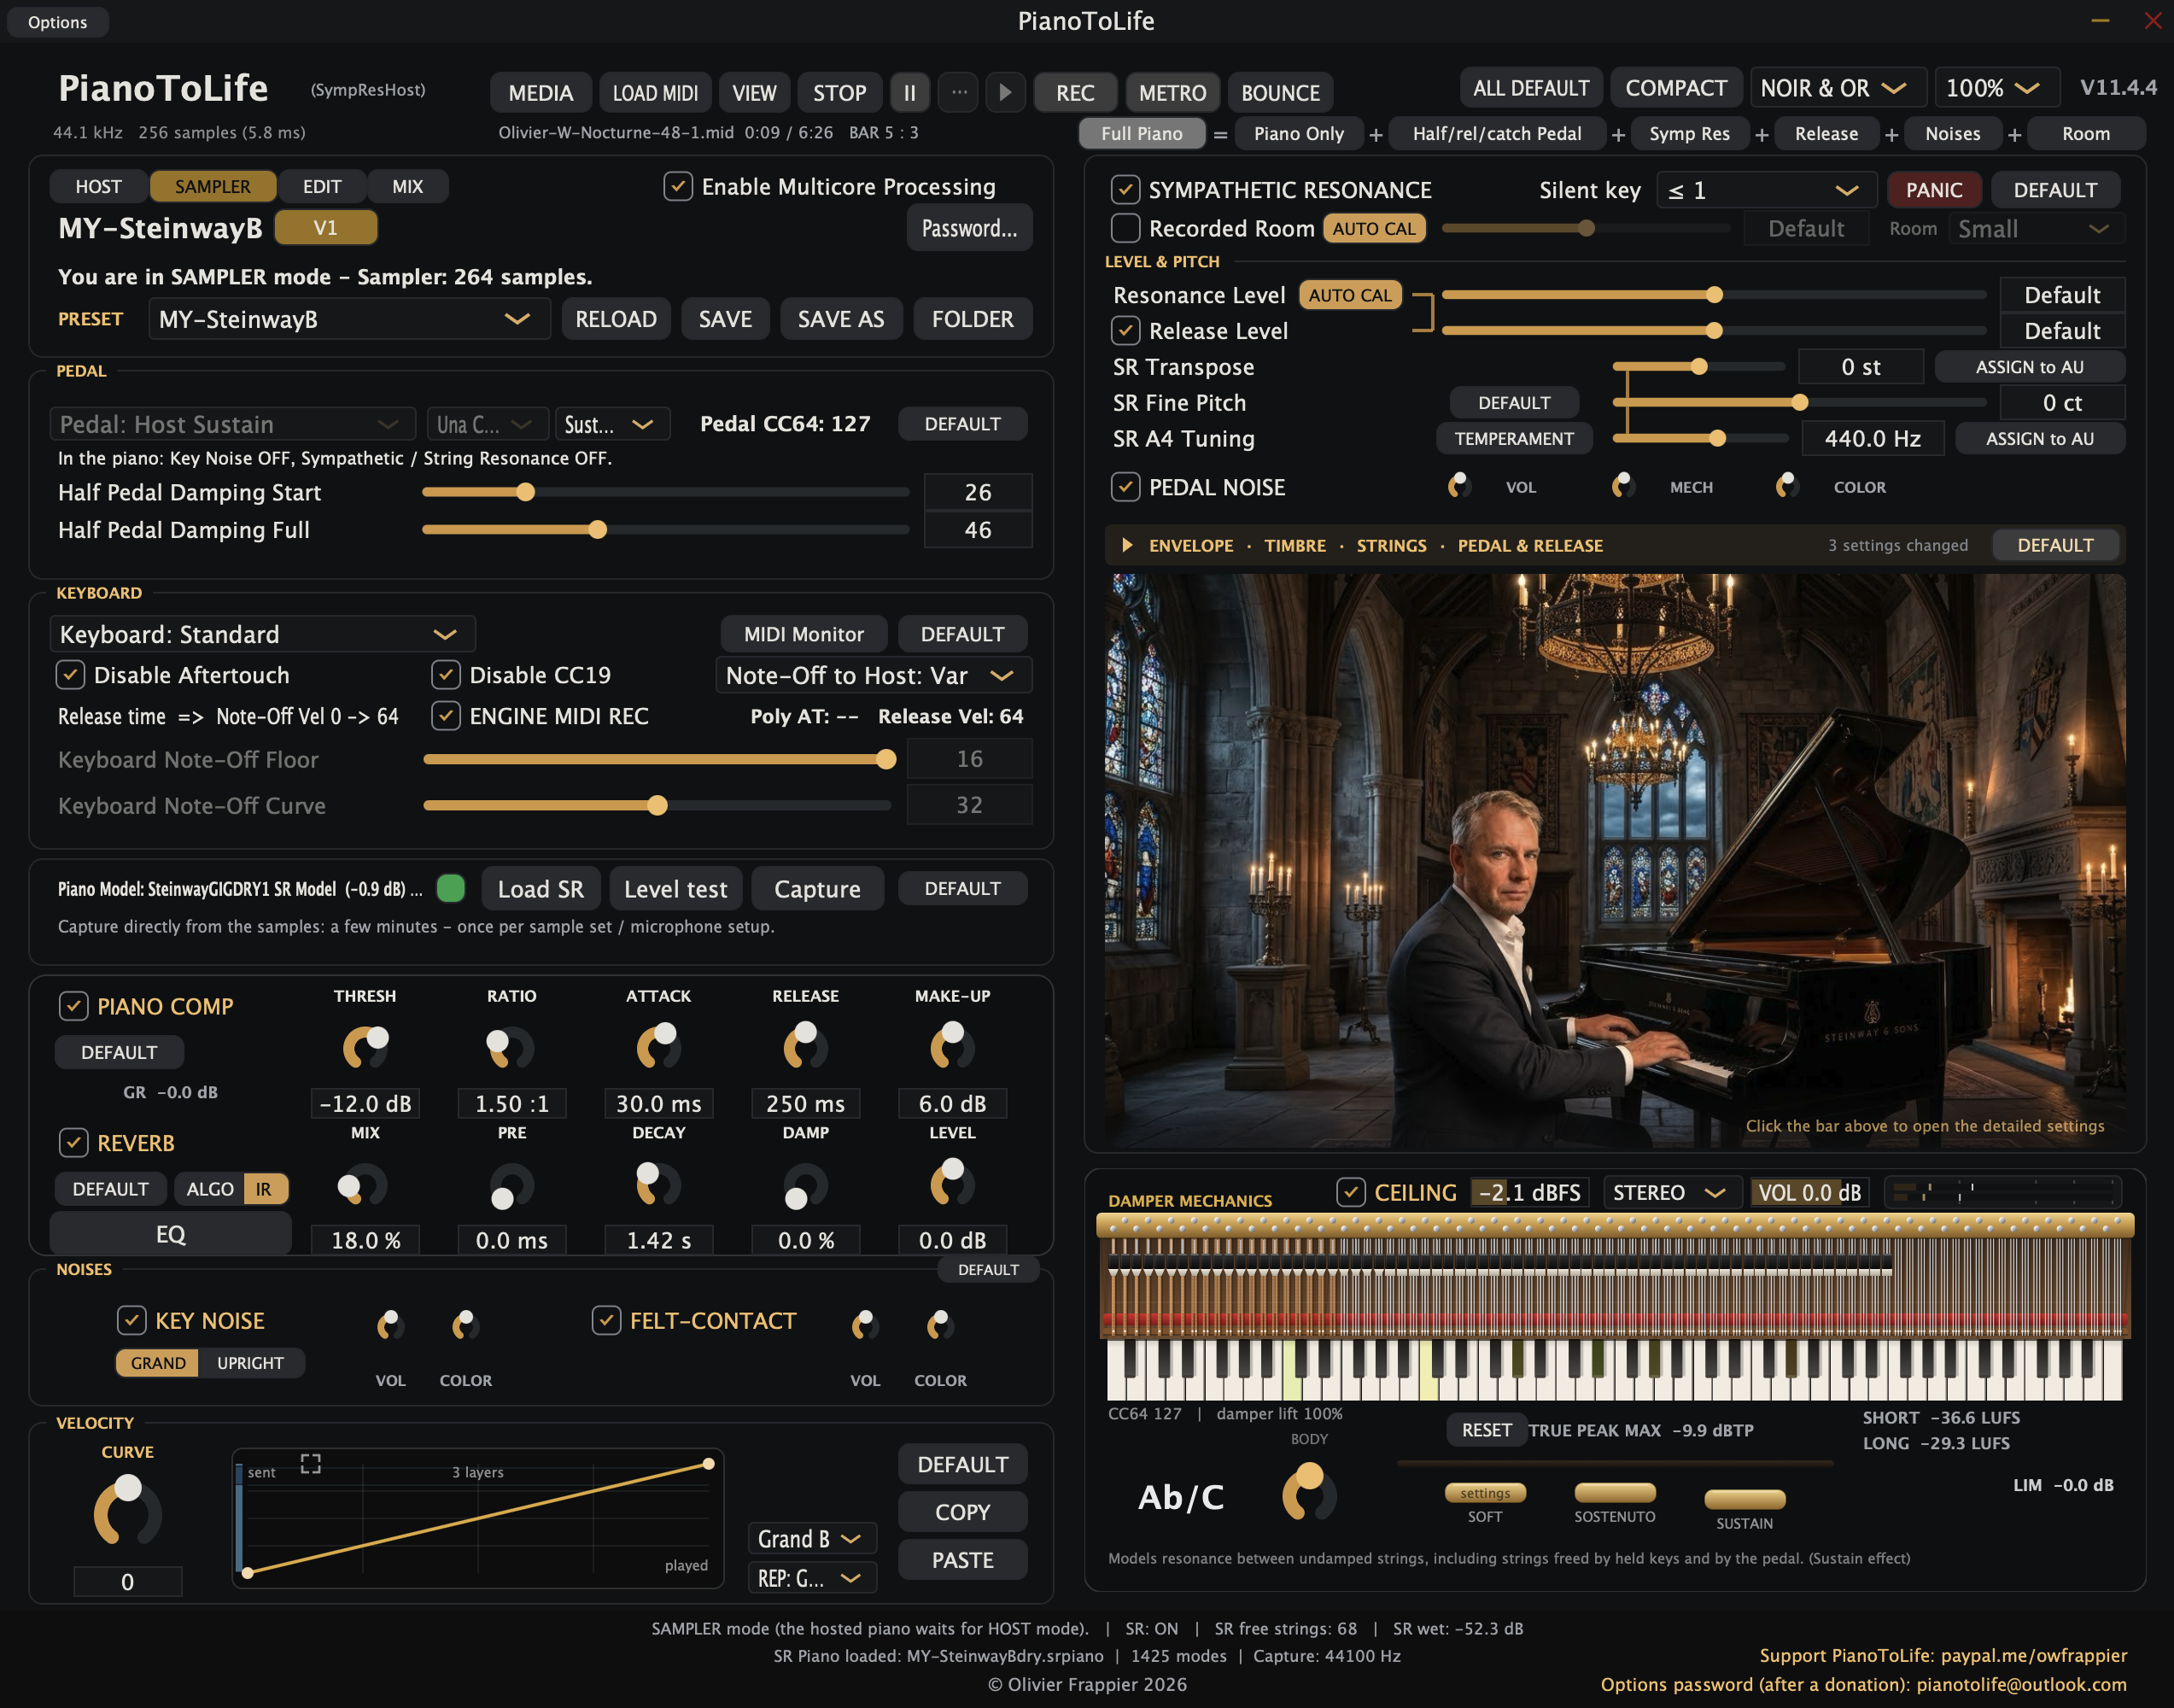 Options
PianoToLife
PianoToLife
(SympResHost)
MEDIA
LOAD MIDI
VIEW
STOP
REC
METRO
BOUNCE
ALL DEFAULT
COMPACT
NOIR & OR
100%
V11.4.4
44.1 kHz 256 samples (5.8 ms)
Olivier-W-Nocturne-48-1.mid 0:09 / 6:26 BAR 5 : 3
Full Piano = Piano Only + Half/rel/catch Pedal + Symp Res + Release + Noises + Room
HOST
SAMPLER
EDIT
MIX
Enable Multicore Processing
MY-SteinwayB
V1
Password...
You are in SAMPLER mode – Sampler: 264 samples.
PRESET
MY-SteinwayB
RELOAD
SAVE
SAVE AS
FOLDER
PEDAL
Pedal: Host Sustain
Una C...
Sust...
Pedal CC64: 127
DEFAULT
In the piano: Key Noise OFF, Sympathetic / String Resonance OFF.
Half Pedal Damping Start
26
Half Pedal Damping Full
46
KEYBOARD
Keyboard: Standard
MIDI Monitor
DEFAULT
Disable Aftertouch
Disable CC19
Note-Off to Host: Var
Release time => Note-Off Vel 0 -> 64
ENGINE MIDI REC
Poly AT: -- Release Vel: 64
Keyboard Note-Off Floor
16
Keyboard Note-Off Curve
32
Piano Model: SteinwayGIGDRY1 SR Model (-0.9 dB) ...
Load SR
Level test
Capture
DEFAULT
Capture directly from the samples: a few minutes – once per sample set / microphone setup.
PIANO COMP
THRESH
RATIO
ATTACK
RELEASE
MAKE-UP
DEFAULT
GR -0.0 dB
-12.0 dB
1.50 :1
30.0 ms
250 ms
6.0 dB
REVERB
MIX
PRE
DECAY
DAMP
LEVEL
DEFAULT
ALGO
IR
EQ
18.0 %
0.0 ms
1.42 s
0.0 %
0.0 dB
NOISES
DEFAULT
KEY NOISE
FELT-CONTACT
GRAND
UPRIGHT
VOL
COLOR
VOL
COLOR
VELOCITY
CURVE
0
sent
3 layers
played
Grand B
REP: G...
DEFAULT
COPY
PASTE
SYMPATHETIC RESONANCE
Silent key
≤ 1
PANIC
DEFAULT
Recorded Room
AUTO CAL
Default
Room
Small
LEVEL & PITCH
Resonance Level
AUTO CAL
Default
Release Level
Default
SR Transpose
0 st
ASSIGN to AU
SR Fine Pitch
DEFAULT
0 ct
SR A4 Tuning
TEMPERAMENT
440.0 Hz
ASSIGN to AU
PEDAL NOISE
VOL
MECH
COLOR
ENVELOPE · TIMBRE · STRINGS · PEDAL & RELEASE
3 settings changed
DEFAULT
STEINWAY & SONS
Click the bar above to open the detailed settings
DAMPER MECHANICS
CEILING
-2.1 dBFS
STEREO
VOL 0.0 dB
CC64 127 | damper lift 100%
BODY
RESET
TRUE PEAK MAX -9.9 dBTP
SHORT -36.6 LUFS
LONG -29.3 LUFS
Ab/C
settings
SOFT
SOSTENUTO
SUSTAIN
LIM -0.0 dB
Models resonance between undamped strings, including strings freed by held keys and by the pedal. (Sustain effect)
SAMPLER mode (the hosted piano waits for HOST mode). | SR: ON | SR free strings: 68 | SR wet: -52.3 dB
SR Piano loaded: MY-SteinwayBdry.srpiano | 1425 modes | Capture: 44100 Hz
© Olivier Frappier 2026
Support PianoToLife: paypal.me/owfrappier
Options password (after a donation): pianotolife@outlook.com